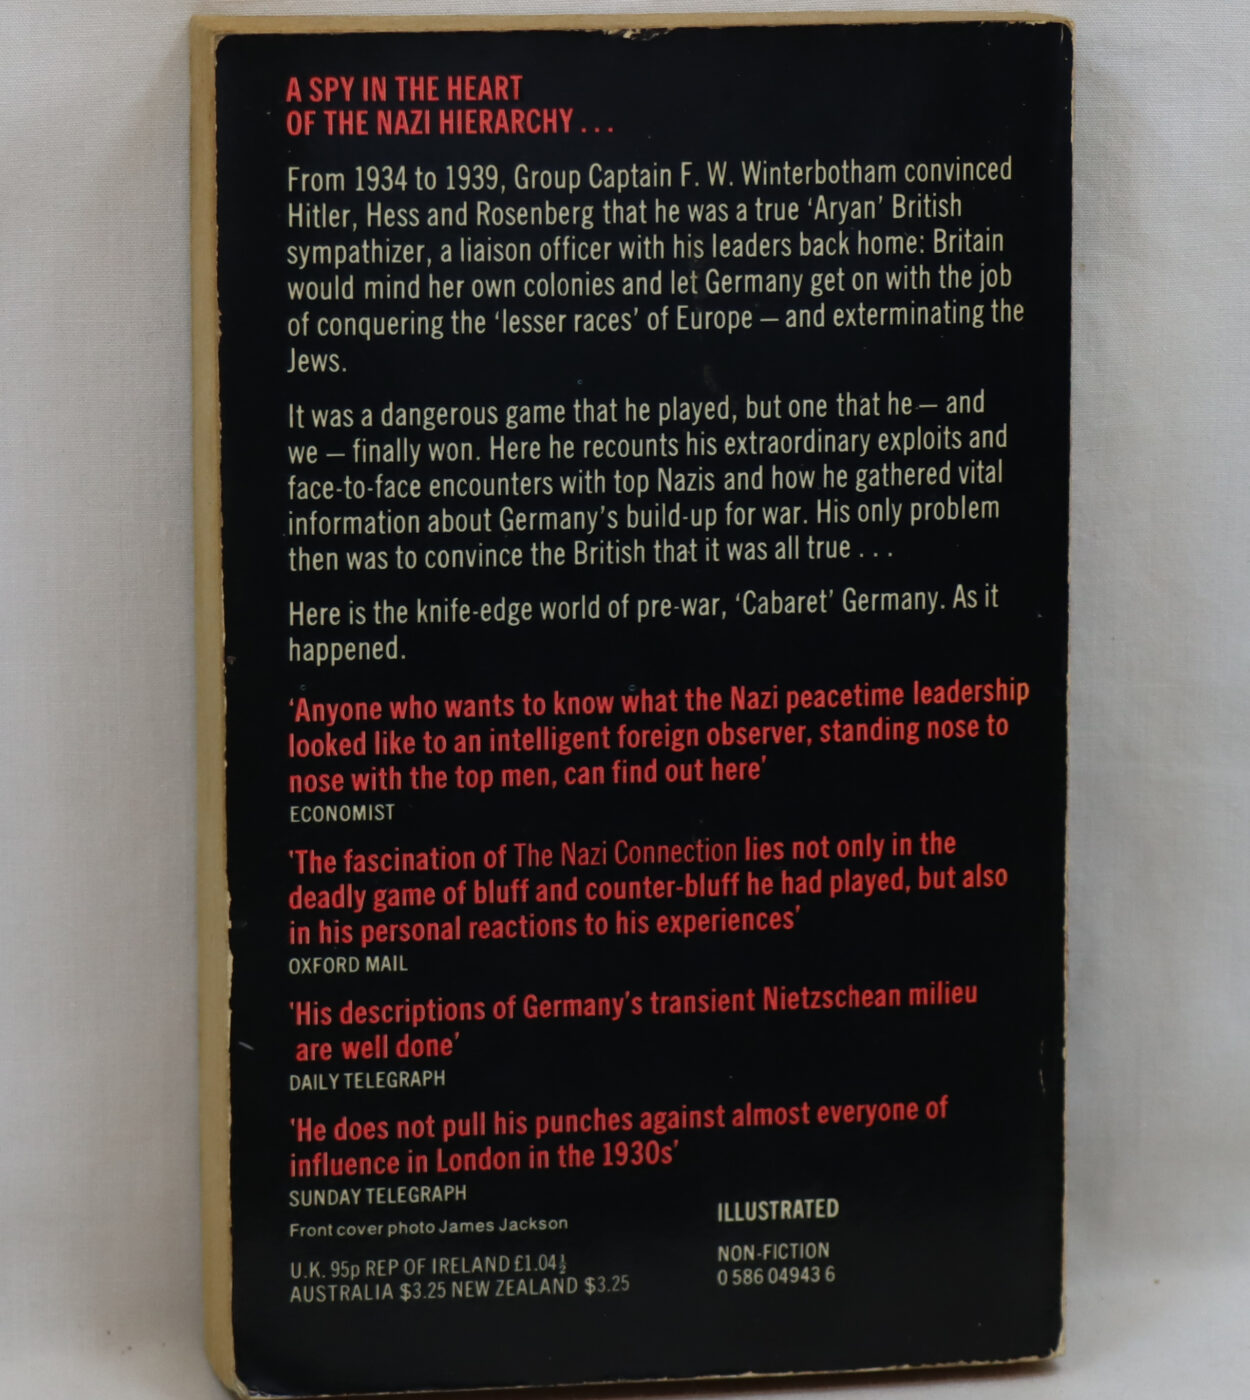 A SPY IN THE HEART
OF THE NAZI HIERARCHY . . .
From 1934 to 1939, Group Captain F. W. Winterbotham convinced
Hitler, Hess and Rosenberg that he was a true ‘Aryan’ British
sympathizer, a liaison officer with his leaders back home: Britain
would mind her own colonies and let Germany get on with the job
of conquering the ‘lesser races’ of Europe — and exterminating the
Jews.
It was a dangerous game that he played, but one that he — and
we — finally won. Here he recounts his extraordinary exploits and
face-to-face encounters with top Nazis and how he gathered vital
information about Germany’s build-up for war. His only problem
then was to convince the British that it was all true . . .
Here is the knife-edge world of pre-war, ‘Cabaret’ Germany. As it
happened.
‘Anyone who wants to know what the Nazi peacetime leadership
looked like to an intelligent foreign observer, standing nose to
nose with the top men, can find out here’
ECONOMIST
'The fascination of The Nazi Connection lies not only in the
deadly game of bluff and counter-bluff he had played, but also
in his personal reactions to his experiences’
OXFORD MAIL
'His descriptions of Germany’s transient Nietzschean milieu
are well done’
DAILY TELEGRAPH
'He does not pull his punches against almost everyone of
influence in London in the 1930s’
SUNDAY TELEGRAPH
Front cover photo James Jackson
U.K. 95p REP OF IRELAND £1.04½
AUSTRALIA $3.25 NEW ZEALAND $3.25
ILLUSTRATED
NON-FICTION
0 586 04943 6